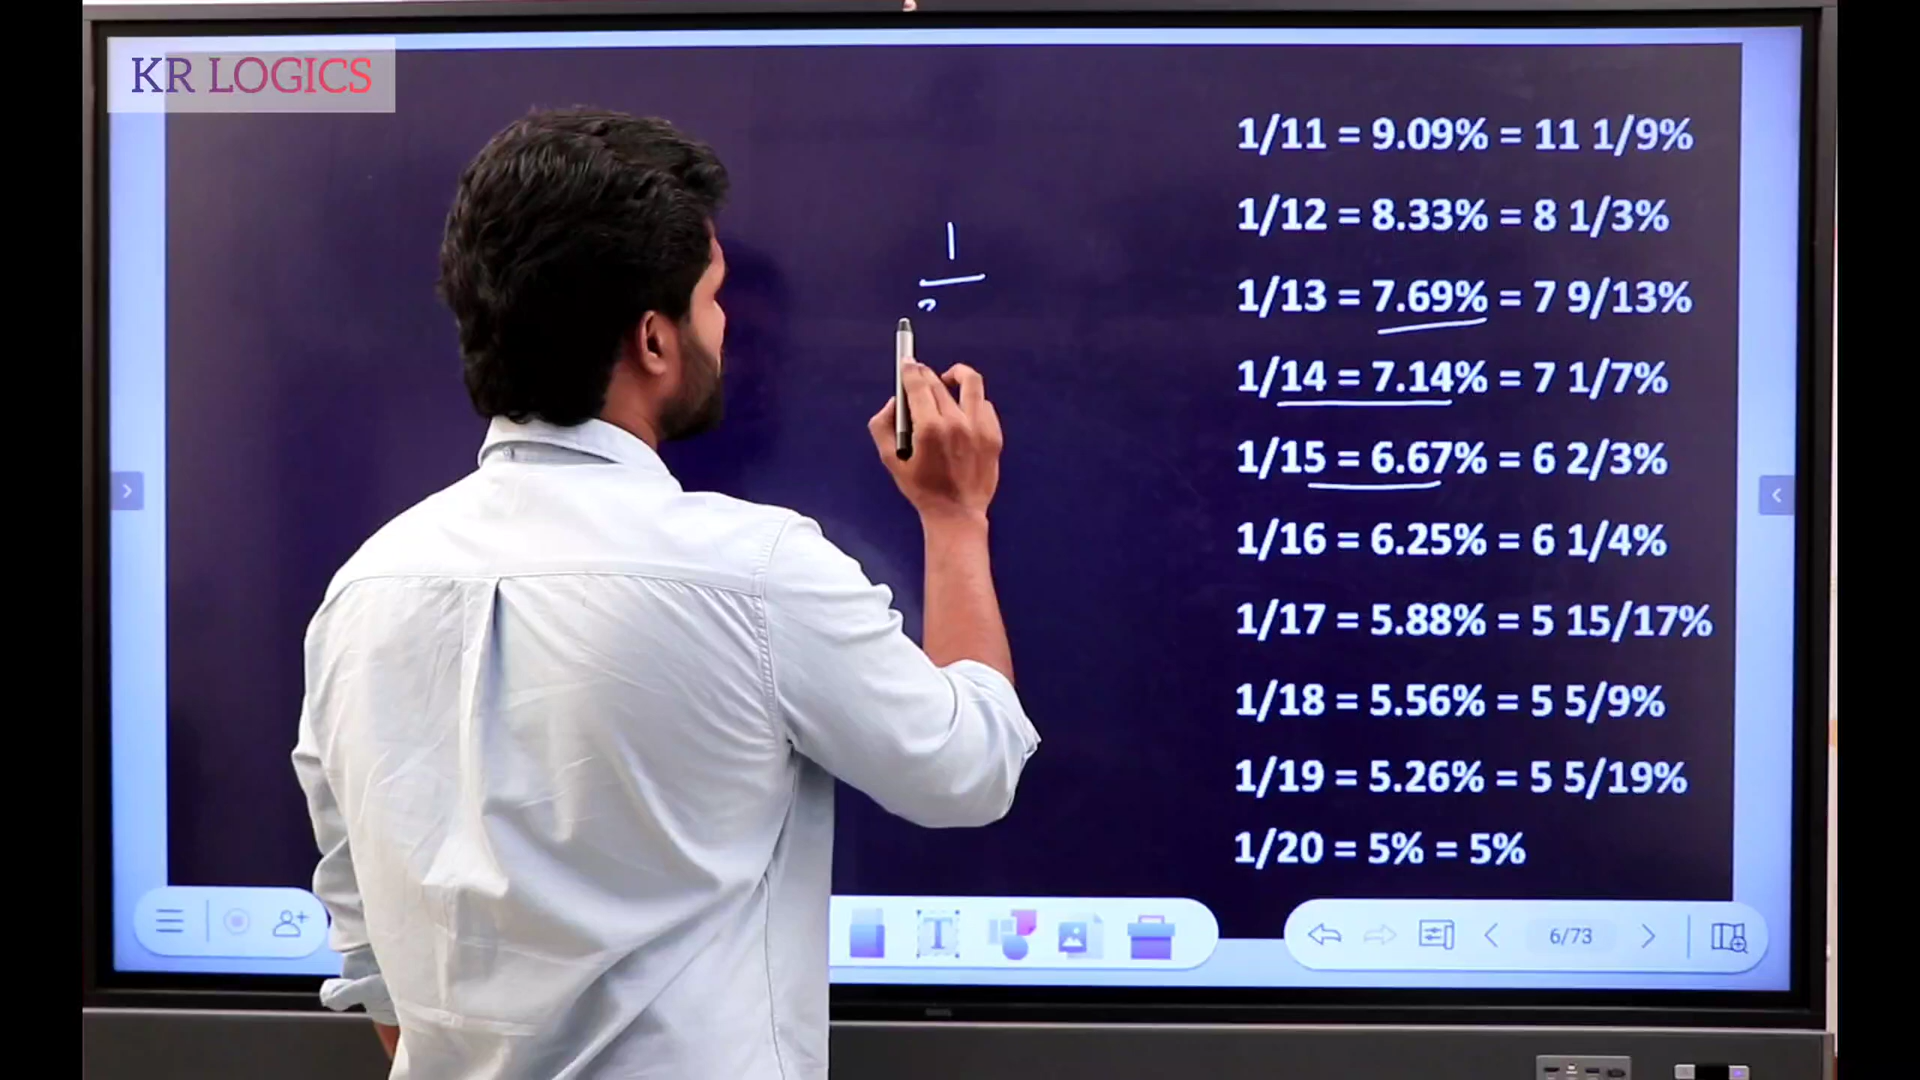 KR LOGICS
1/11 = 9.09% = 11 1/9%
1/12 = 8.33% = 8 1/3%
1/13 = 7.69% = 7 9/13%
1/14 = 7.14% = 7 1/7%
1/15 = 6.67% = 6 2/3%
1/16 = 6.25% = 6 1/4%
1/17 = 5.88% = 5 15/17%
1/18 = 5.56% = 5 5/9%
1/19 = 5.26% = 5 5/19%
1/20 = 5% = 5%
1
T
6/73